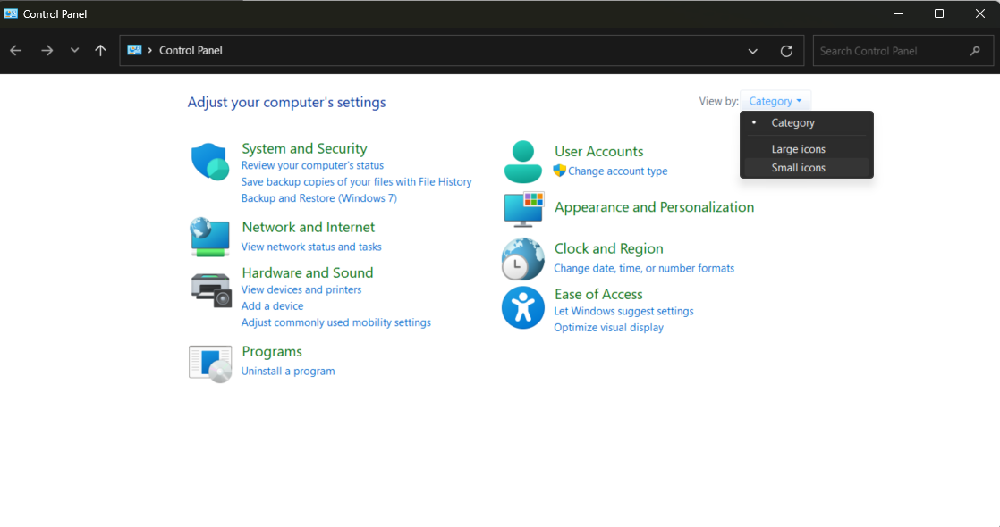 Control Panel
Control Panel
Search Control Panel
Adjust your computer's settings
View by:
Category
Category
Large icons
Small icons
System and Security
Review your computer's status
Save backup copies of your files with File History
Backup and Restore (Windows 7)
Network and Internet
View network status and tasks
Hardware and Sound
View devices and printers
Add a device
Adjust commonly used mobility settings
Programs
Uninstall a program
User Accounts
Change account type
Appearance and Personalization
Clock and Region
Change date, time, or number formats
Ease of Access
Let Windows suggest settings
Optimize visual display